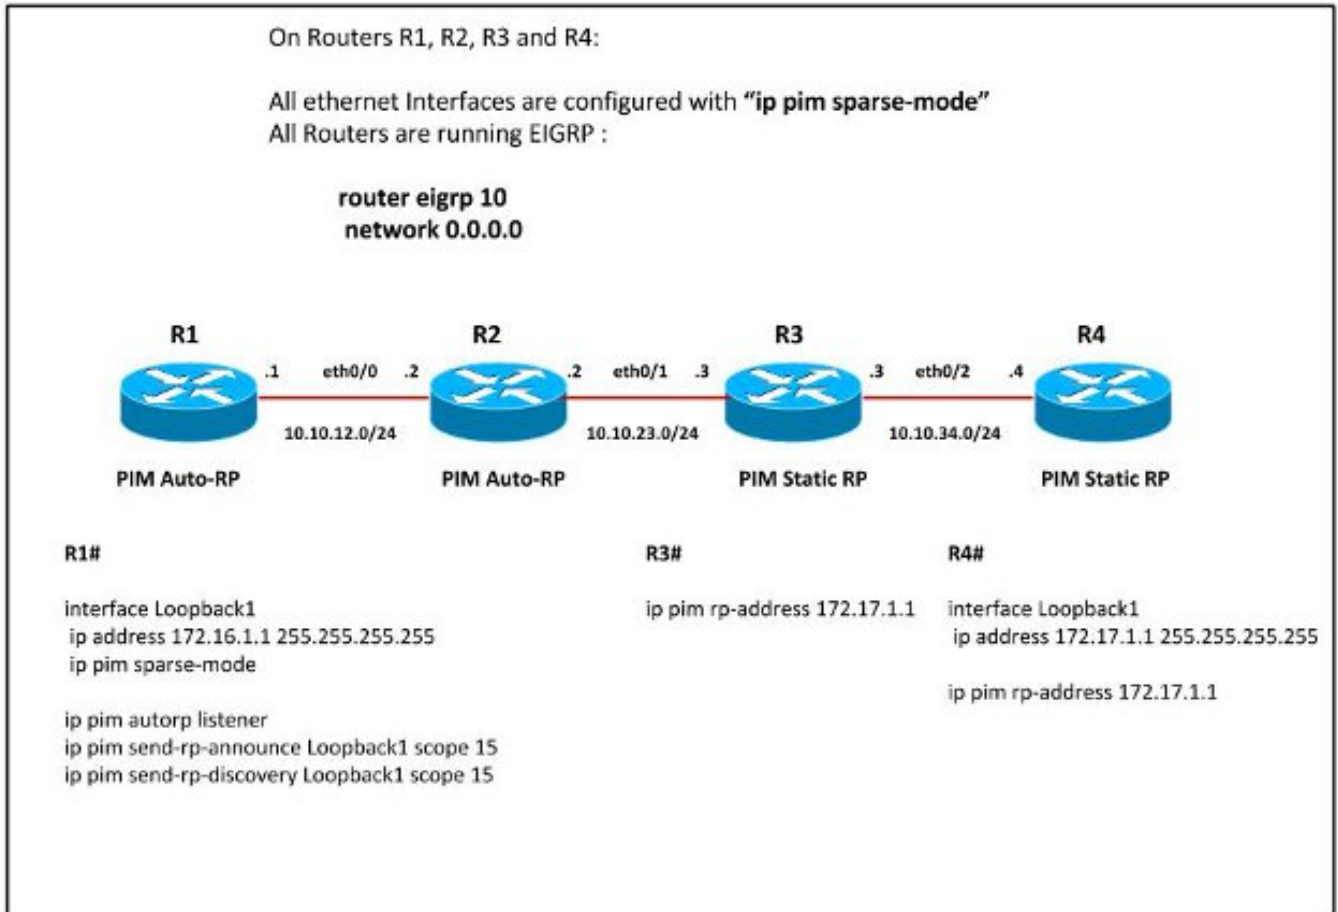 On Routers R1, R2, R3 and R4:
All ethernet Interfaces are configured with “ip pim sparse-mode”
All Routers are running EIGRP :
router eigrp 10
network 0.0.0.0
R1 R2 R3 R4
.1 eth0/0 .2 .2 eth0/1 .3 .3 eth0/2 .4
10.10.12.0/24 10.10.23.0/24 10.10.34.0/24
PIM Auto-RP PIM Auto-RP PIM Static RP PIM Static RP
R1#
interface Loopback1
ip address 172.16.1.1 255.255.255.255
ip pim sparse-mode
ip pim autorp listener
ip pim send-rp-announce Loopback1 scope 15
ip pim send-rp-discovery Loopback1 scope 15
R3#
ip pim rp-address 172.17.1.1
R4#
interface Loopback1
ip address 172.17.1.1 255.255.255.255
ip pim rp-address 172.17.1.1